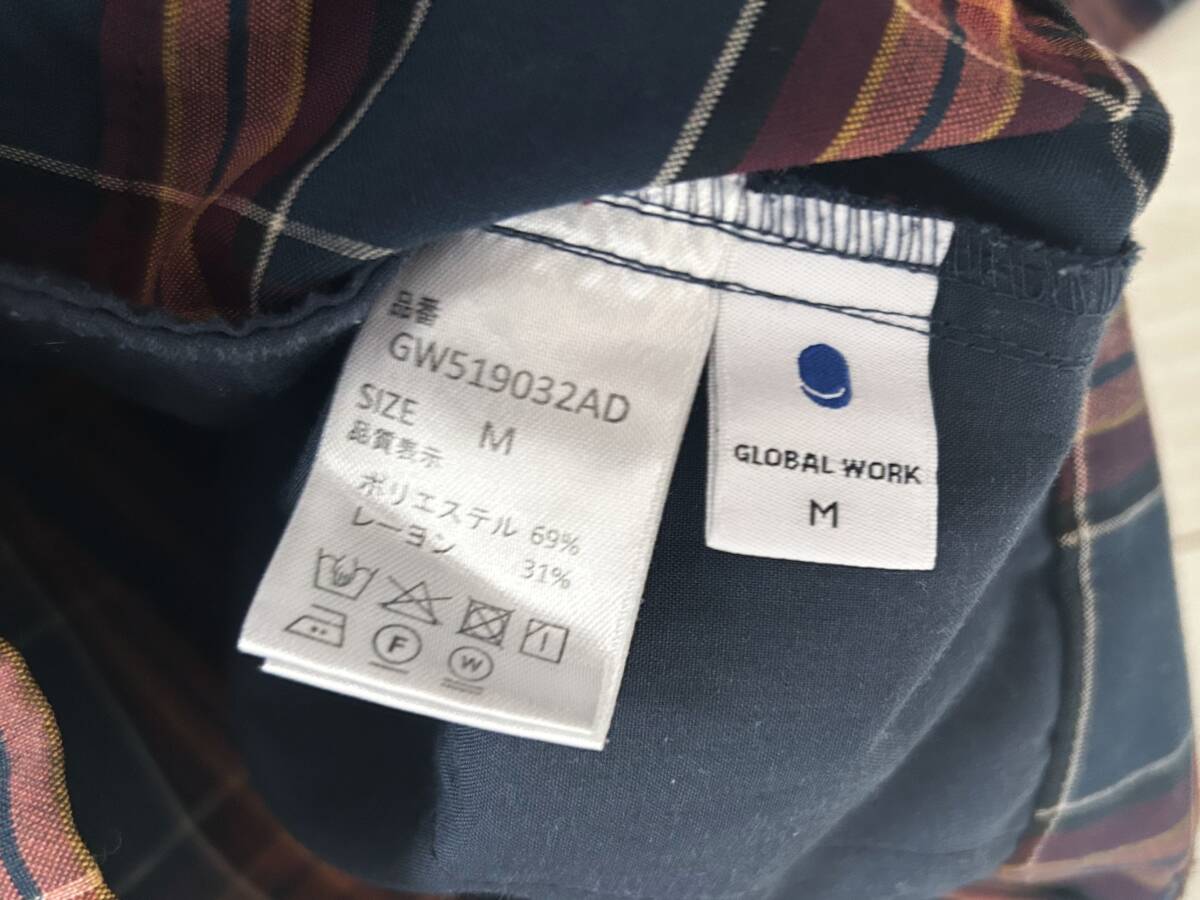 品番
GW519032AD
SIZE
M
品質表示
ポリエステル 69%
レーヨン 31%
F
W
GLOBAL WORK
M